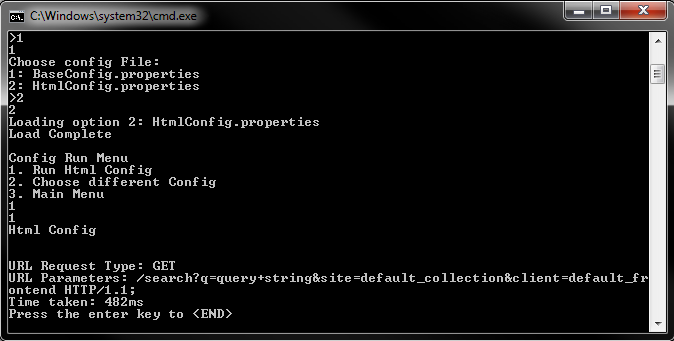 C:\Windows\system32\cmd.exe
>1
1
Choose config File:
1: BaseConfig.properties
2: HtmlConfig.properties
>2
2
Loading option 2: HtmlConfig.properties
Load Complete
Config Run Menu
1. Run Html Config
2. Choose different Config
3. Main Menu
1
1
Html Config
URL Request Type: GET
URL Parameters: /search?q=query+string&site=default_collection&client=default_fr
ontend HTTP/1.1;
Time taken: 482ms
Press the enter key to <END>